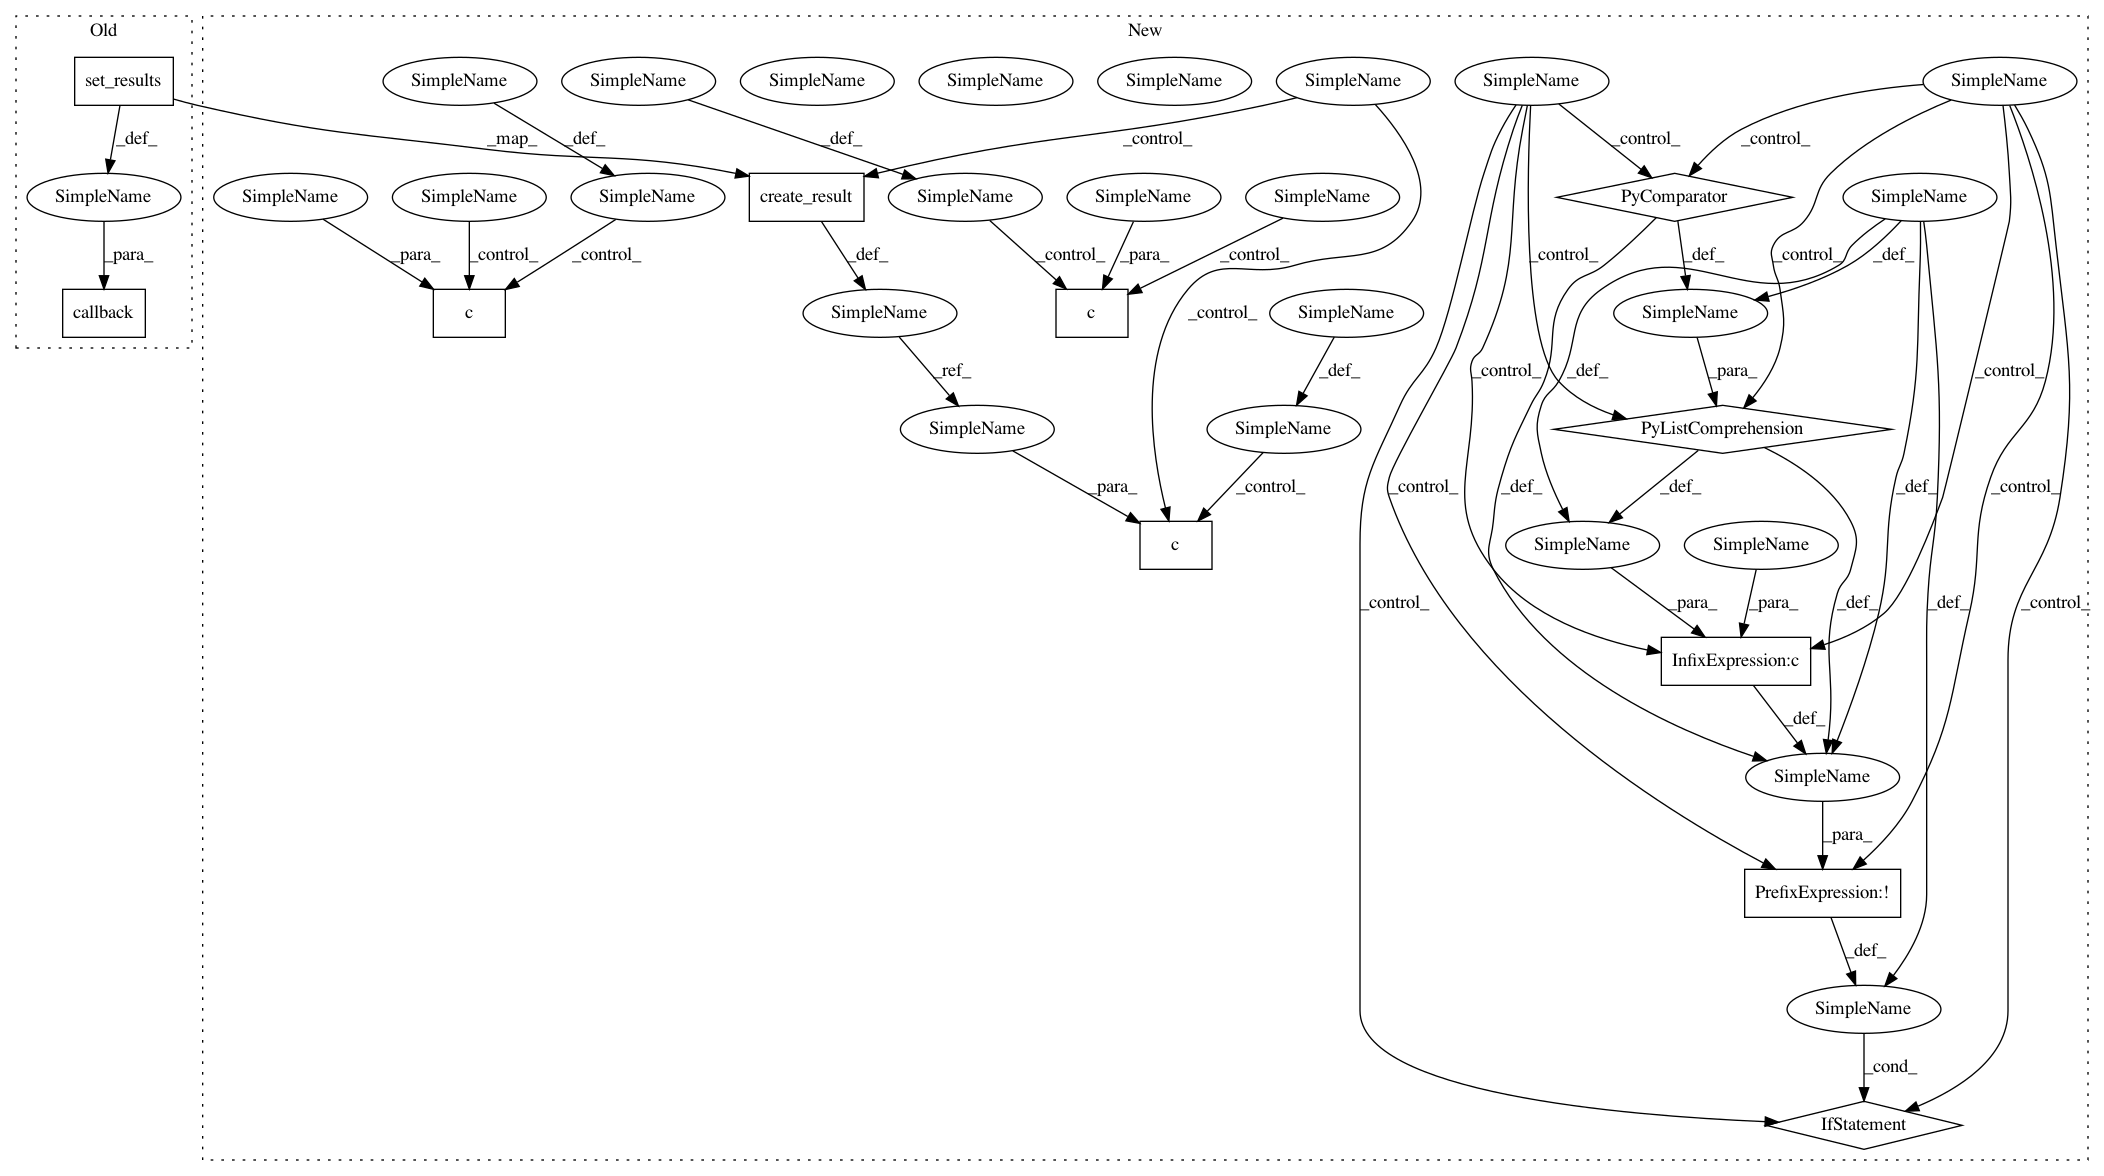 Old
New
set_results
SimpleName
SimpleName
SimpleName
SimpleName
SimpleName
SimpleName
SimpleName
SimpleName
_def_
_map_
_def_
_def_
_control_
_control_
_control_
SimpleName
SimpleName
SimpleName
SimpleName
create_result
SimpleName
SimpleName
SimpleName
PyComparator
SimpleName
_para_
_para_
_control_
_control_
_def_
_control_
_para_
_control_
_control_
_def_
_control_
_def_
callback
c
SimpleName
c
_control_
SimpleName
SimpleName
_ref_
_def_
_control_
_def_
_para_
_control_
SimpleName
SimpleName
PyListComprehension
_para_
_control_
_control_
_def_
_def_
_def_
_control_
c
SimpleName
SimpleName
_control_
_para_
_para_
_def_
_def_
_control_
InfixExpression:c
_def_
SimpleName
_para_
PrefixExpression:!
_def_
SimpleName
_cond_
IfStatement